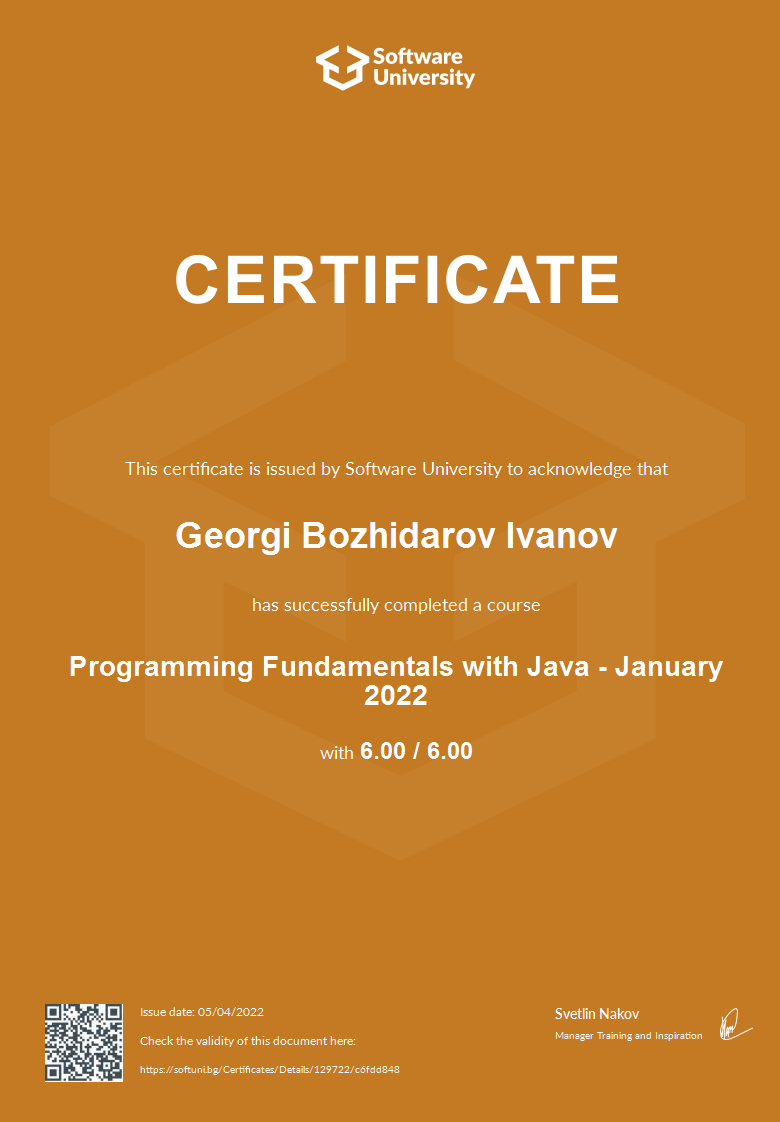 Software
University
CERTIFICATE
This certificate is issued by Software University to acknowledge that
Georgi Bozhidarov Ivanov
has successfully completed a course
Programming Fundamentals with Java - January
2022
with 6.00 / 6.00
Issue date: 05/04/2022
Check the validity of this document here:
https://softuni.bg/Certificates/Details/129722/c6fdd848
Svetlin Nakov
Manager Training and Inspiration